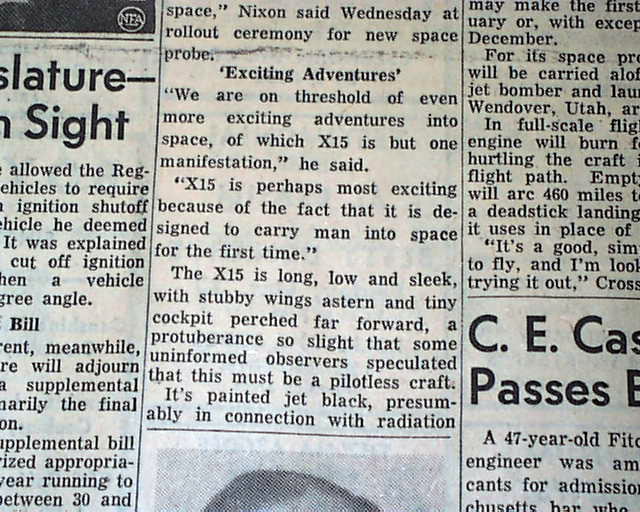 NEA
slature—
Sight
allowed the Reg-
ehicles to require
ignition shutoff
ehicle he deemed
It was explained
cut off ignition
hen a vehicle
gree angle.
Bill
rent, meanwhile,
re will adjourn
a supplemental
marily the final
on.
upplemental bill
rized appropria-
year running to
between 30 and
space," Nixon said Wednesday at
rollout ceremony for new space
probe.
'Exciting Adventures'
"We are on threshold of even
more exciting adventures into
space, of which X15 is but one
manifestation," he said.
"X15 is perhaps most exciting
because of the fact that it is de-
signed to carry man into space
for the first time."
The X15 is long, low and sleek,
with stubby wings astern and tiny
cockpit perched far forward, a
protuberance so slight that some
uninformed observers speculated
that this must be a pilotless craft.
It's painted jet black, presum-
ably in connection with radiation
may make the first
uary or, with excep
December.
For its space pro
will be carried alo
jet bomber and laun
Wendover, Utah, ar
In full-scale flig
engine will burn f
hurtling the craft i
flight path. Empt
will arc 460 miles t
a deadstick landing
it uses in place of
"It's a good, sim
to fly, and I'm look
trying it out," Cross
C. E. Cas
Passes B
A 47-year-old Fitc
engineer was am
cants for admissio
chusetts bar who